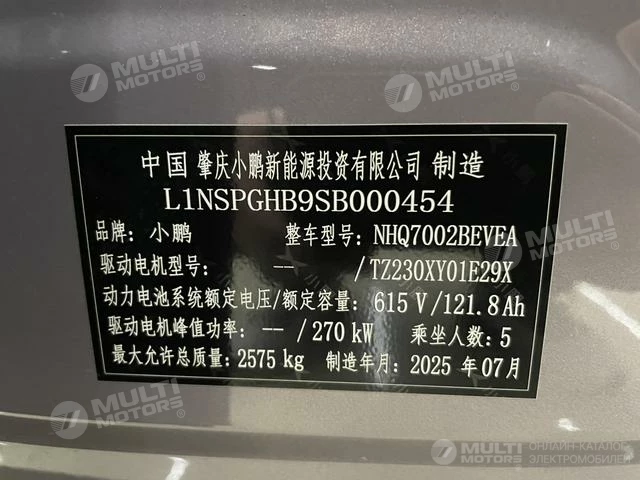 MULTI MOTORS®
MULTI MOTORS®
中国 肇庆小鹏新能源投资有限公司 制造
L1NSPGHB9SB000454
品牌: 小鹏 整车型号: NHQ7002BEVEA
驱动电机型号: -- /TZ230XY01E29X
动力电池系统额定电压/额定容量: 615 V/121.8Ah
驱动电机峰值功率: --/270 kW 乘坐人数: 5
最大允许总质量: 2575 kg 制造年月: 2025 年 07月
MULTI MOTORS®
MULTI MOTORS®
MULTI MOTORS® ОНЛАЙН-КАТАЛОГ ЭЛЕКТРОМОБИЛЕЙ